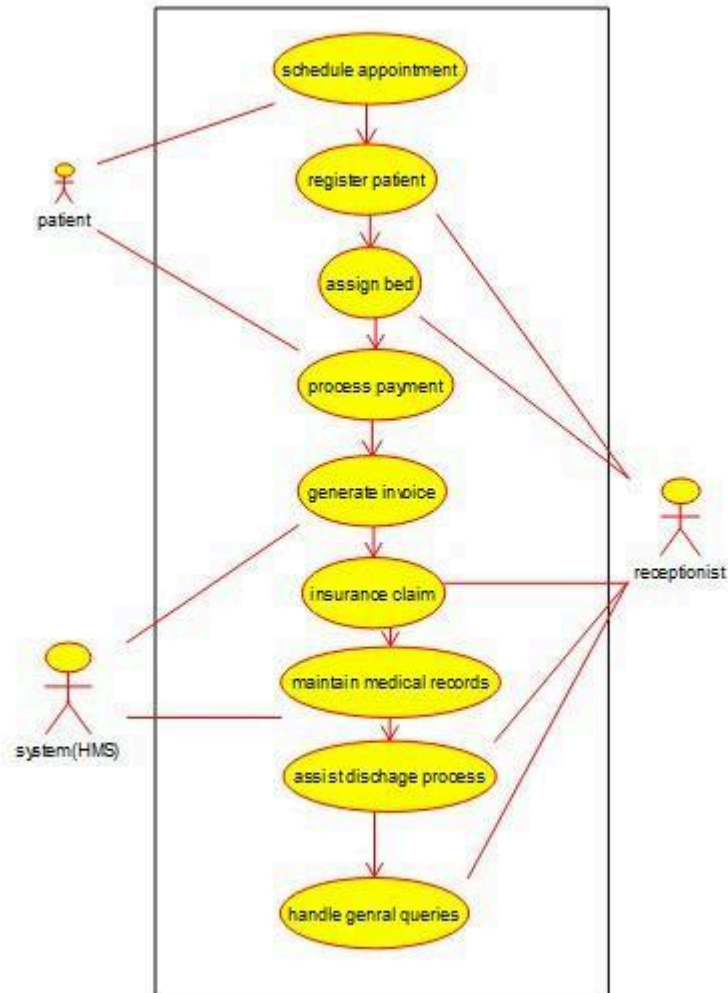 schedule appointment
register patient
patient
assign bed
process payment
generate invoice
receptionist
insurance claim
maintain medical records
system(HMS)
assist dischage process
handle genral queries